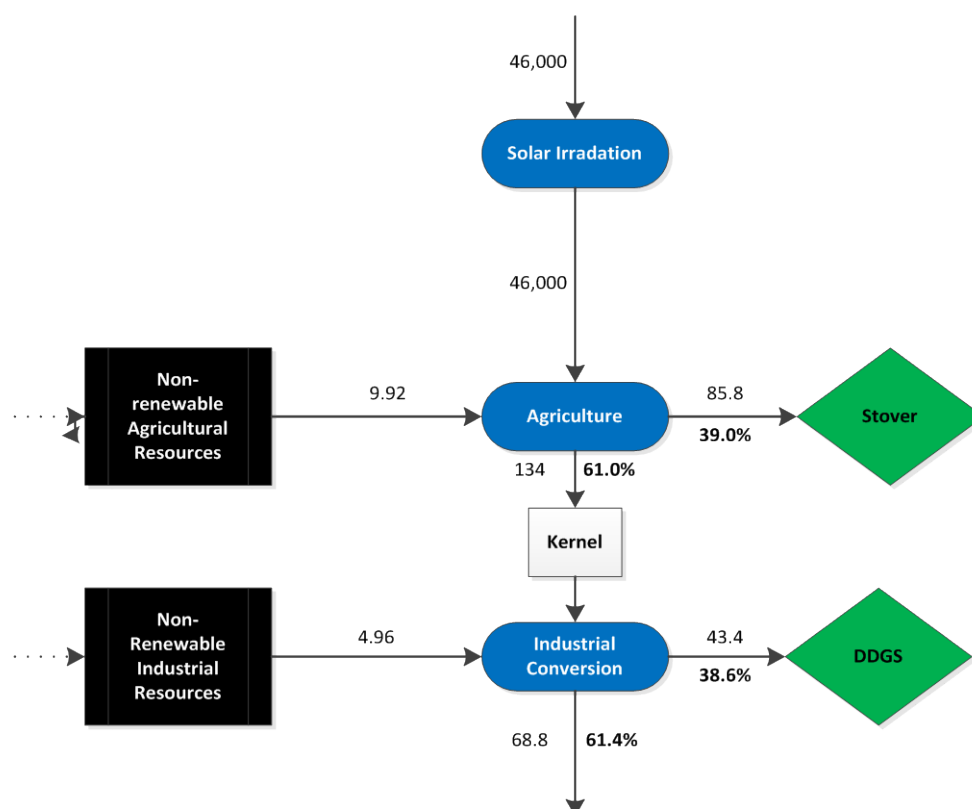 46,000
Solar Irradation
46,000
Non-
renewable
Agricultural
Resources
9.92
Agriculture
85.8
39.0%
Stover
134
61.0%
Kernel
Non-
Renewable
Industrial
Resources
4.96
Industrial
Conversion
43.4
38.6%
DDGS
68.8
61.4%